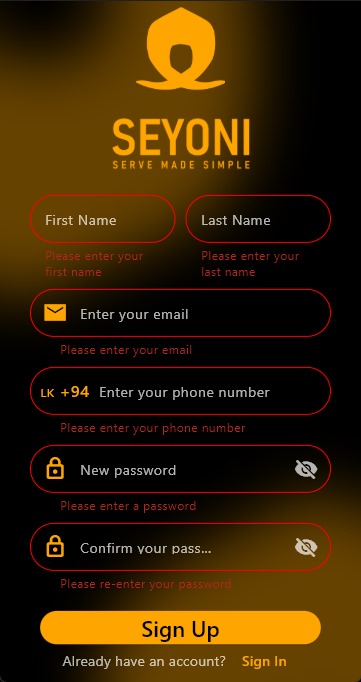 SEYONI
SERVE MADE SIMPLE
First Name Last Name
Please enter your Please enter your
first name last name
Enter your email
Please enter your email
LK +94 Enter your phone number
Please enter your phone number
New password
Please enter a password
Confirm your pass...
Please re-enter your password
Sign Up
Already have an account? Sign In